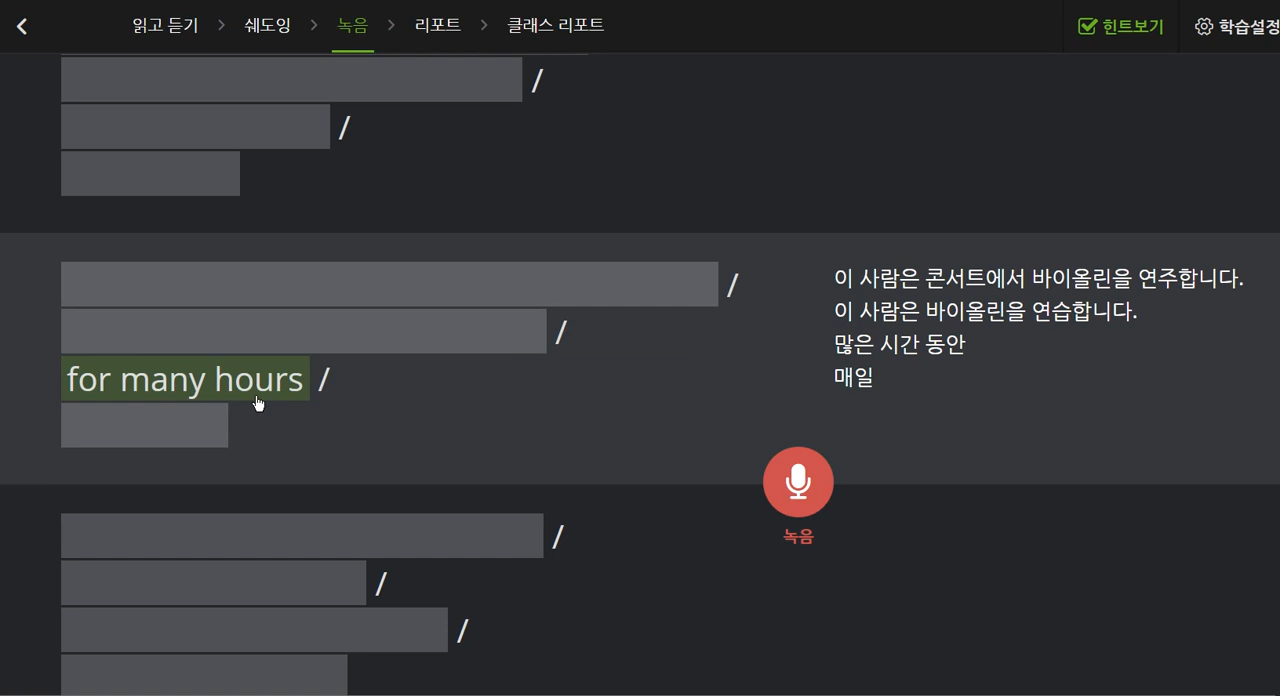 읽고 듣기 > 쉐도잉 > 녹음 > 리포트 > 클래스 리포트 힌트보기 학습설정
/
/
/
/
for many hours /
이 사람은 콘서트에서 바이올린을 연주합니다.
이 사람은 바이올린을 연습합니다.
많은 시간 동안
매일
녹음
/
/
/